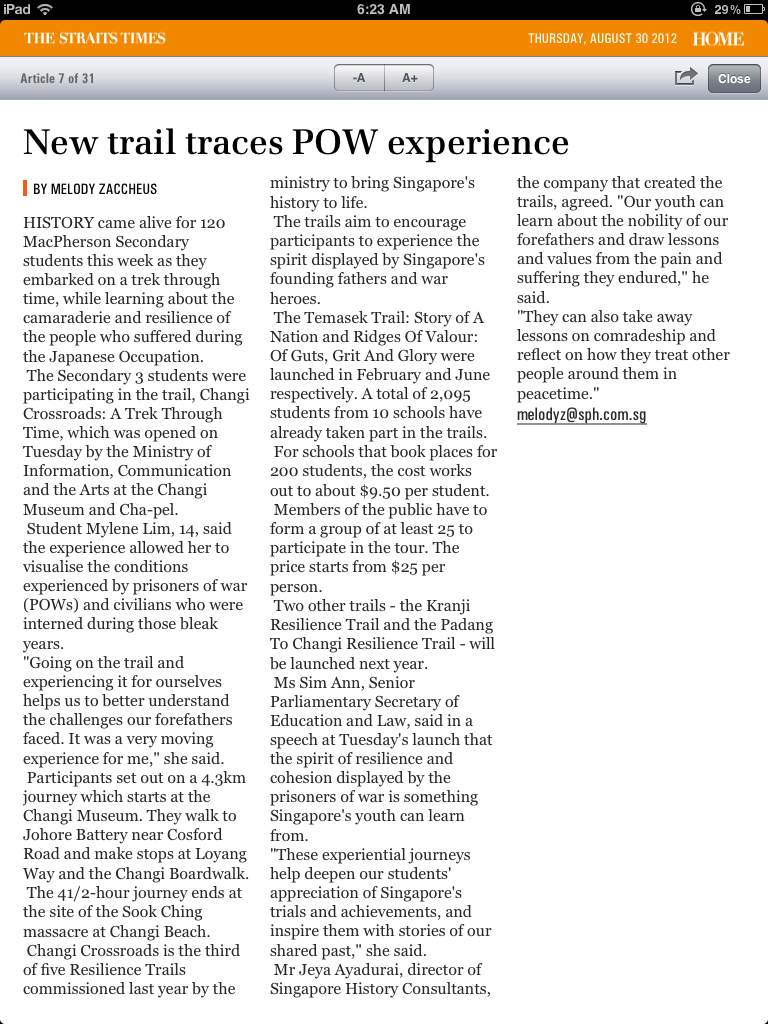 iPad
6:23 AM
29%
THE STRAITS TIMES
THURSDAY, AUGUST 30 2012
HOME
Article 7 of 31
-A
A+
Close
New trail traces POW experience
BY MELODY ZACCHEUS
HISTORY came alive for 120
MacPherson Secondary
students this week as they
embarked on a trek through
time, while learning about the
camaraderie and resilience of
the people who suffered during
the Japanese Occupation.
The Secondary 3 students were
participating in the trail, Changi
Crossroads: A Trek Through
Time, which was opened on
Tuesday by the Ministry of
Information, Communication
and the Arts at the Changi
Museum and Cha-pel.
Student Mylene Lim, 14, said
the experience allowed her to
visualise the conditions
experienced by prisoners of war
(POWs) and civilians who were
interned during those bleak
years.
"Going on the trail and
experiencing it for ourselves
helps us to better understand
the challenges our forefathers
faced. It was a very moving
experience for me," she said.
Participants set out on a 4.3km
journey which starts at the
Changi Museum. They walk to
Johore Battery near Cosford
Road and make stops at Loyang
Way and the Changi Boardwalk.
The 41/2-hour journey ends at
the site of the Sook Ching
massacre at Changi Beach.
Changi Crossroads is the third
of five Resilience Trails
commissioned last year by the
ministry to bring Singapore's
history to life.
The trails aim to encourage
participants to experience the
spirit displayed by Singapore's
founding fathers and war
heroes.
The Temasek Trail: Story of A
Nation and Ridges Of Valour:
Of Guts, Grit And Glory were
launched in February and June
respectively. A total of 2,095
students from 10 schools have
already taken part in the trails.
For schools that book places for
200 students, the cost works
out to about $9.50 per student.
Members of the public have to
form a group of at least 25 to
participate in the tour. The
price starts from $25 per
person.
Two other trails - the Kranji
Resilience Trail and the Padang
To Changi Resilience Trail - will
be launched next year.
Ms Sim Ann, Senior
Parliamentary Secretary of
Education and Law, said in a
speech at Tuesday's launch that
the spirit of resilience and
cohesion displayed by the
prisoners of war is something
Singapore's youth can learn
from.
"These experiential journeys
help deepen our students'
appreciation of Singapore's
trials and achievements, and
inspire them with stories of our
shared past," she said.
Mr Jeya Ayadurai, director of
Singapore History Consultants,
the company that created the
trails, agreed. "Our youth can
learn about the nobility of our
forefathers and draw lessons
and values from the pain and
suffering they endured," he
said.
"They can also take away
lessons on comradeship and
reflect on how they treat other
people around them in
peacetime."
melodyz@sph.com.sg